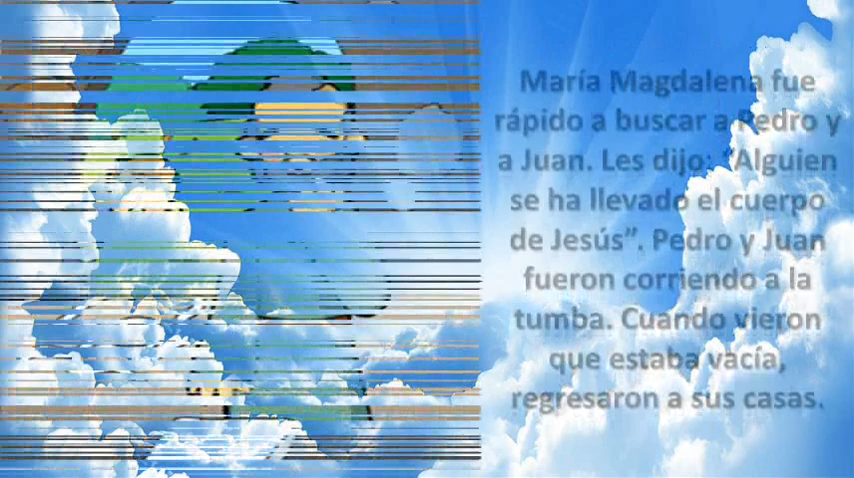 María Magdalena fue
rápido a buscar a Pedro y
a Juan. Les dijo: “Alguien
se ha llevado el cuerpo
de Jesús”. Pedro y Juan
fueron corriendo a la
tumba. Cuando vieron
que estaba vacía,
regresaron a sus casas.